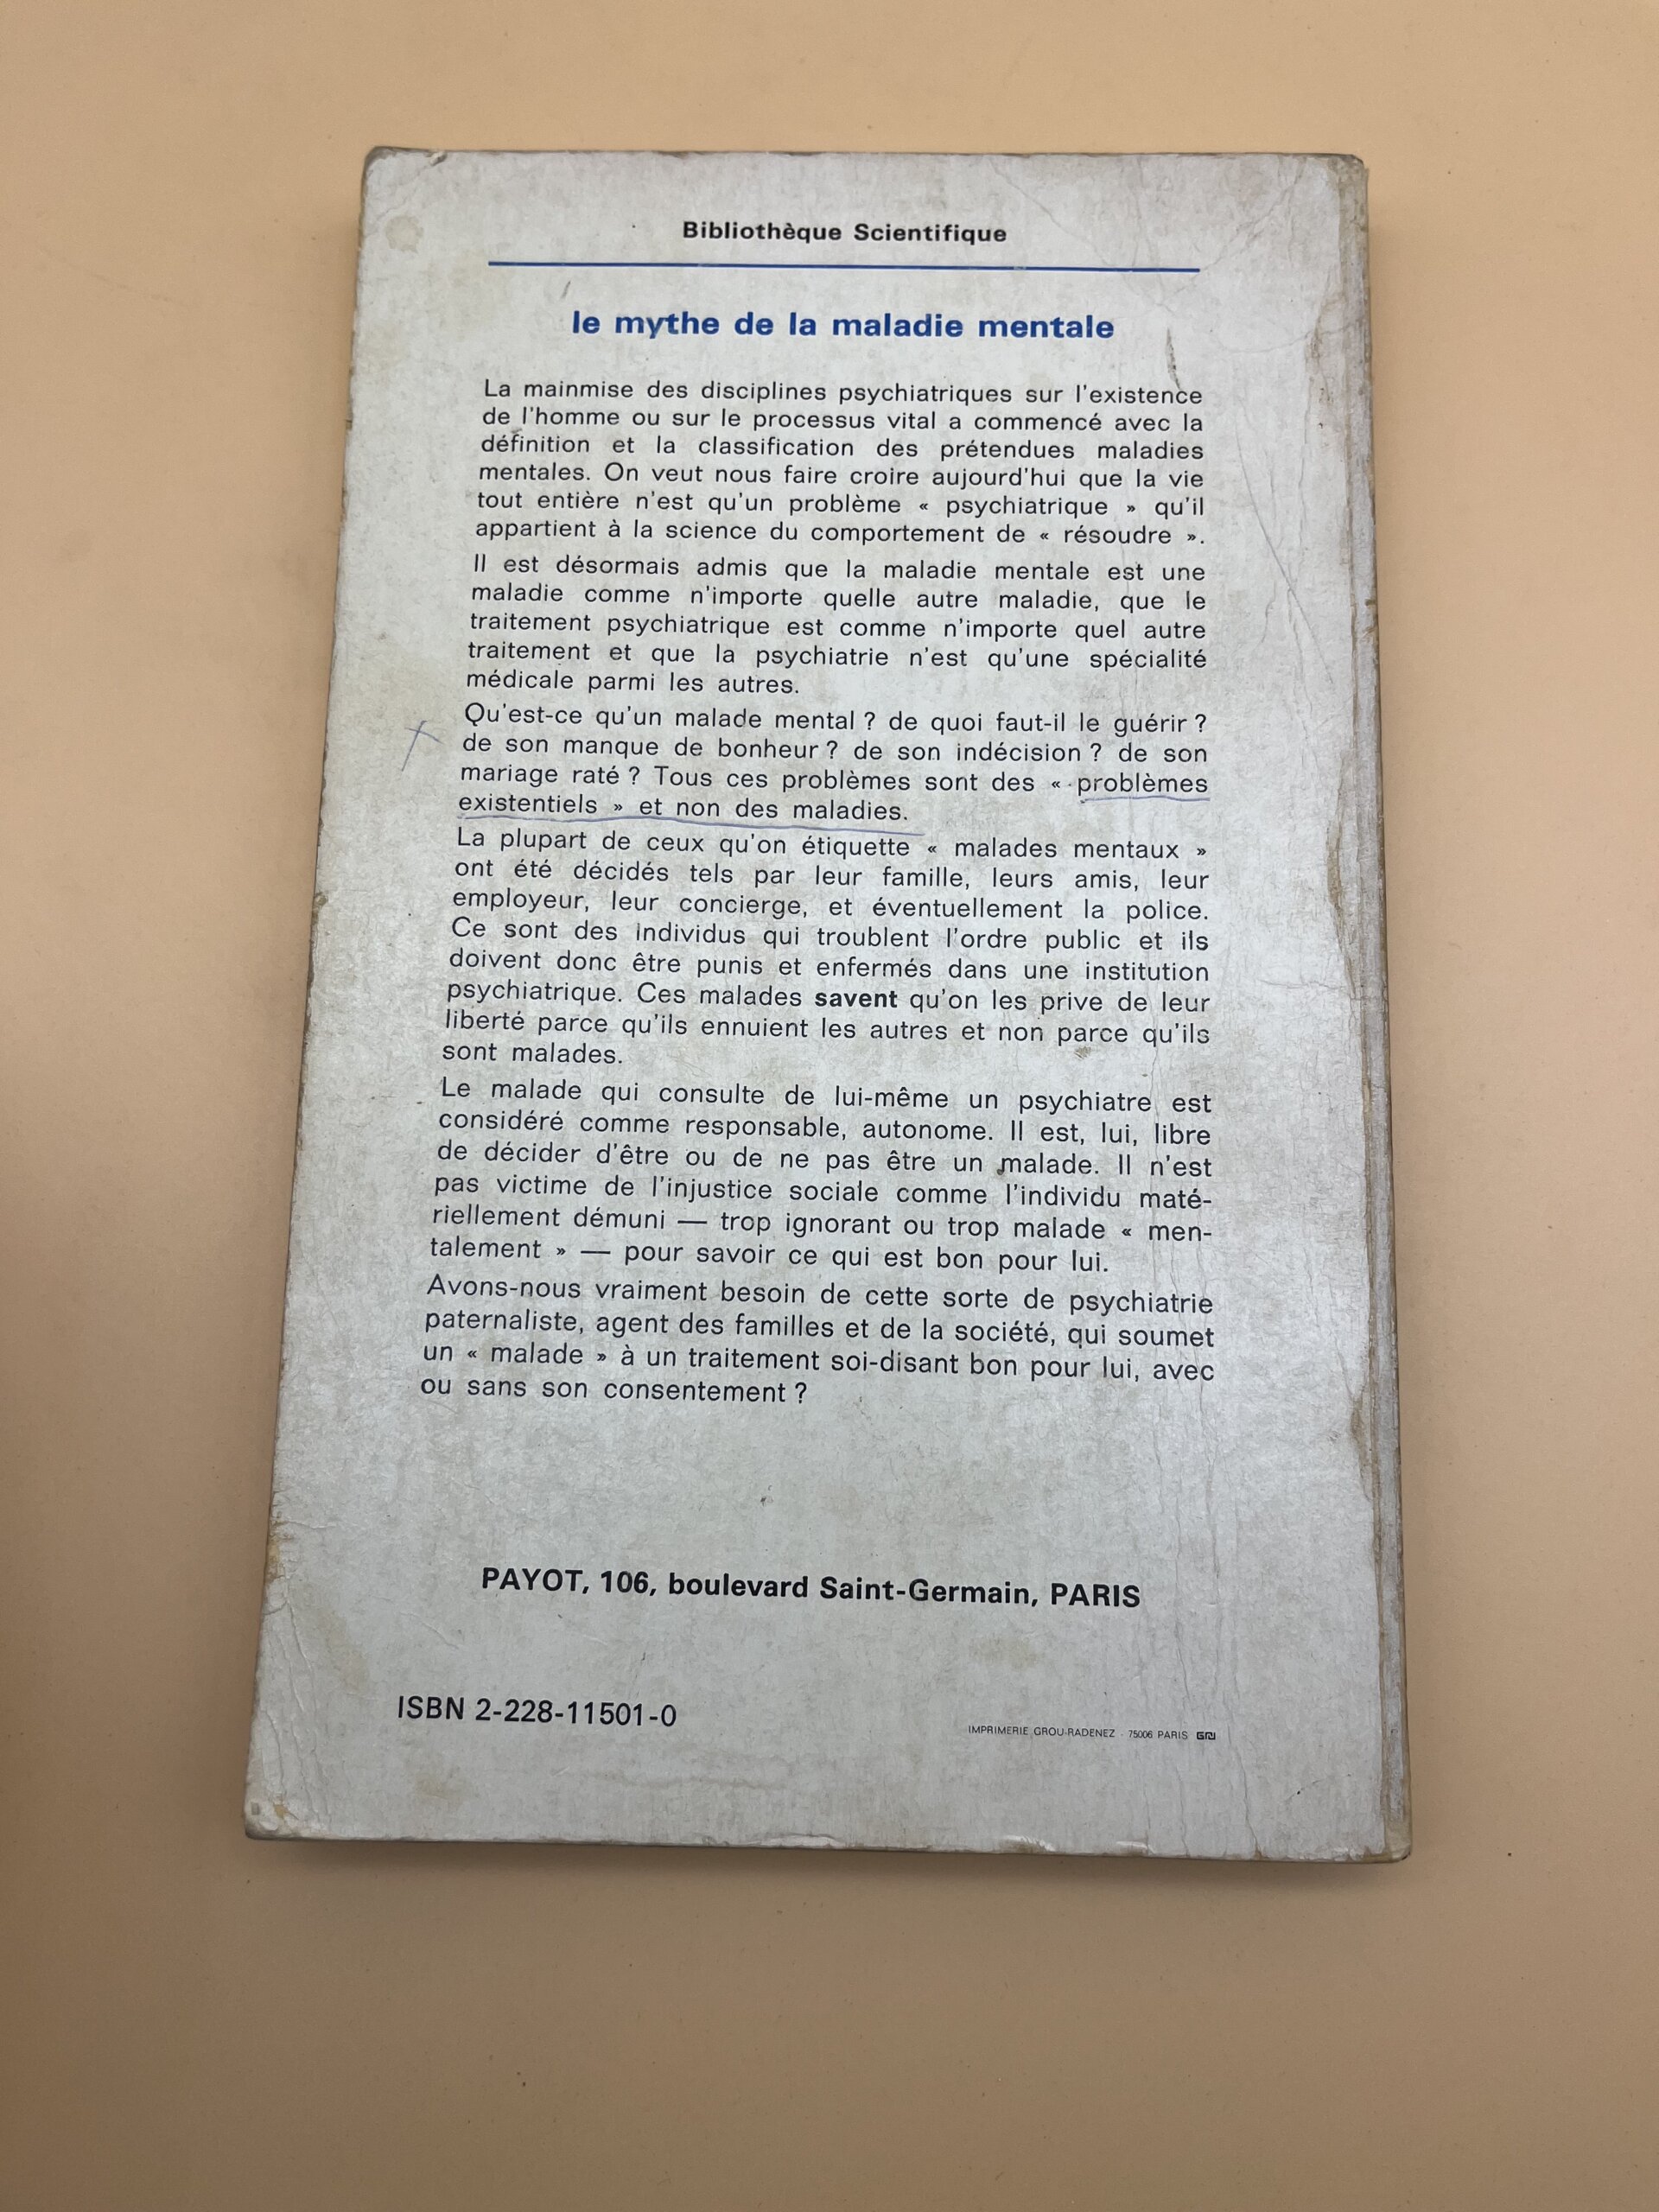 Bibliothèque Scientifique
le mythe de la maladie mentale
La mainmise des disciplines psychiatriques sur l'existence
de l'homme ou sur le processus vital a commencé avec la
définition et la classification des prétendues maladies
mentales. On veut nous faire croire aujourd'hui que la vie
tout entière n'est qu'un problème « psychiatrique » qu'il
appartient à la science du comportement de « résoudre ».
Il est désormais admis que la maladie mentale est une
maladie comme n'importe quelle autre maladie, que le
traitement psychiatrique est comme n'importe quel autre
traitement et que la psychiatrie n'est qu'une spécialité
médicale parmi les autres.
Qu'est-ce qu'un malade mental ? de quoi faut-il le guérir ?
de son manque de bonheur ? de son indécision ? de son
mariage raté ? Tous ces problèmes sont des « problèmes
existentiels » et non des maladies.
La plupart de ceux qu'on étiquette « malades mentaux »
ont été décidés tels par leur famille, leurs amis, leur
employeur, leur concierge, et éventuellement la police.
Ce sont des individus qui troublent l'ordre public et ils
doivent donc être punis et enfermés dans une institution
psychiatrique. Ces malades savent qu'on les prive de leur
liberté parce qu'ils ennuient les autres et non parce qu'ils
sont malades.
Le malade qui consulte de lui-même un psychiatre est
considéré comme responsable, autonome. Il est, lui, libre
de décider d'être ou de ne pas être un malade. Il n'est
pas victime de l'injustice sociale comme l'individu maté-
riellement démuni — trop ignorant ou trop malade « men-
talement » — pour savoir ce qui est bon pour lui.
Avons-nous vraiment besoin de cette sorte de psychiatrie
paternaliste, agent des familles et de la société, qui soumet
un « malade » à un traitement soi-disant bon pour lui, avec
ou sans son consentement ?
PAYOT, 106, boulevard Saint-Germain, PARIS
ISBN 2-228-11501-0
IMPRIMERIE GROU-RADENEZ - 75006 PARIS